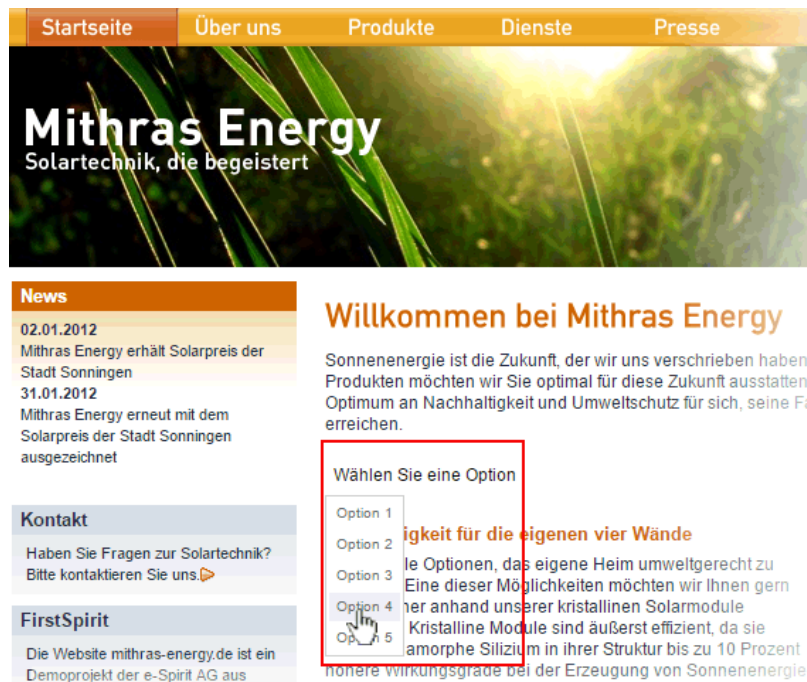 Startseite
Über uns
Produkte
Dienste
Presse
Mithras Energy
Solartechnik, die begeistert
News
02.01.2012
Mithras Energy erhält Solarpreis der
Stadt Sonningen
31.01.2012
Mithras Energy erneut mit dem
Solarpreis der Stadt Sonningen
ausgezeichnet
Kontakt
Haben Sie Fragen zur Solartechnik?
Bitte kontaktieren Sie uns.
FirstSpirit
Die Website mithras-energy.de ist ein
Demoprojekt der e-Spirit AG aus
Willkommen bei Mithras Energy
Sonnenenergie ist die Zukunft, der wir uns verschrieben haben
Produkten möchten wir Sie optimal für diese Zukunft ausstatten
Optimum an Nachhaltigkeit und Umweltschutz für sich, seine Fa
erreichen.
Wählen Sie eine Option
Option 1
Option 2
Option 3
Option 4
5
igkeit für die eigenen vier Wände
le Optionen, das eigene Heim umweltgerecht zu
Eine dieser Möglichkeiten möchten wir Ihnen gern
her anhand unserer kristallinen Solarmodule
Kristalline Module sind äußerst effizient, da sie
amorphe Silizium in ihrer Struktur bis zu 10 Prozent
höhere Wirkungsgrade bei der Erzeugung von Sonnenenergie